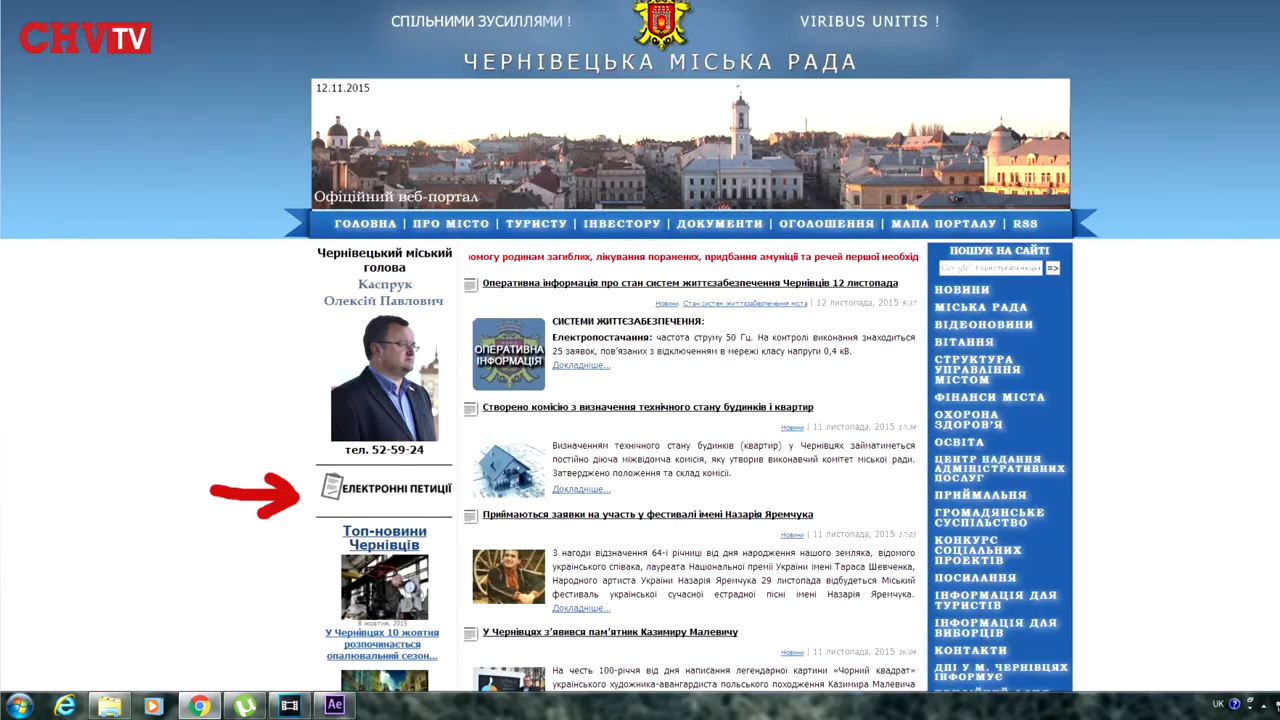 CHVTV
СПІЛЬНИМИ ЗУСИЛЛЯМИ !
VIRIBUS UNITIS !
ЧЕРНІВЕЦЬКА МІСЬКА РАДА
12.11.2015
Офіційний веб-портал
ГОЛОВНА | ПРО МІСТО | ТУРИСТУ | ІНВЕСТОРУ | ДОКУМЕНТИ | ОГОЛОШЕННЯ | МАПА ПОРТАЛУ | RSS
Чернівецький міський
голова
Каспрук
Олексій Павлович
тел. 52-59-24
ЕЛЕКТРОННІ ПЕТИЦІЇ
Топ-новини
Чернівців
8 жовтня, 2015
У Чернівцях 10 жовтня
розпочинається
опалювальний сезон...
помогу родинам загиблих, лікування поранених, придбання амуніції та речей першої необхід
Оперативна інформація про стан систем життєзабезпечення Чернівців 12 листопада
Новини, Стан систем життєзабезпечення міста | 12 листопада, 2015 9:37
ОПЕРАТИВНА
ІНФОРМАЦІЯ
СИСТЕМИ ЖИТТЄЗАБЕЗПЕЧЕННЯ:
Електропостачання: частота струму 50 Гц. На контролі виконання знаходиться
25 заявок, пов’язаних з відключенням в мережі класу напруги 0,4 кВ.
Докладніше...
Створено комісію з визначення технічного стану будинків і квартир
Новини | 11 листопада, 2015 17:34
Визначенням технічного стану будинків (квартир) у Чернівцях займатиметься
постійно діюча міжвідомча комісія, яку утворив виконавчий комітет міської ради.
Затверджено положення та склад комісії.
Докладніше...
Приймаються заявки на участь у фестивалі імені Назарія Яремчука
Новини | 11 листопада, 2015 17:03
З нагоди відзначення 64-і річниці від дня народження нашого земляка, відомого
українського співака, лауреата Національної премії України імені Тараса Шевченка,
Народного артиста України Назарія Яремчука 29 листопада відбудеться Міський
фестиваль української сучасної естрадної пісні імені Назарія Яремчука.
Докладніше...
У Чернівцях з’явився пам’ятник Казимиру Малевичу
Новини | 11 листопада, 2015 16:04
На честь 100-річчя від дня написання легендарної картини «Чорний квадрат»
українського художника-авангардиста польського походження Казимира Малевича
ПОШУК НА САЙТІ
Google™ Користувальницьк =>
НОВИНИ
МІСЬКА РАДА
ВІДЕОНОВИНИ
ВІТАННЯ
СТРУКТУРА
УПРАВЛІННЯ
МІСТОМ
ФІНАНСИ МІСТА
ОХОРОНА
ЗДОРОВ’Я
ОСВІТА
ЦЕНТР НАДАННЯ
АДМІНІСТРАТИВНИХ
ПОСЛУГ
ПРИЙМАЛЬНЯ
ГРОМАДЯНСЬКЕ
СУСПІЛЬСТВО
КОНКУРС
СОЦІАЛЬНИХ
ПРОЕКТІВ
ПОСИЛАННЯ
ІНФОРМАЦІЯ ДЛЯ
ТУРИСТІВ
ІНФОРМАЦІЯ ДЛЯ
ВИБОРЦІВ
КОНТАКТИ
ДПІ У М. ЧЕРНІВЦЯХ
ІНФОРМУЄ
Ae
UK